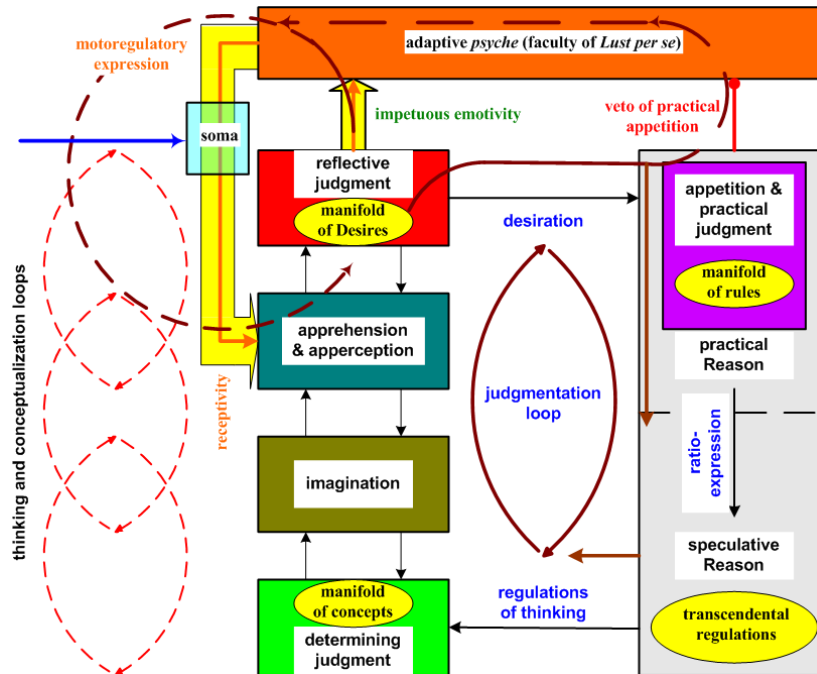 motoregulatory
expression
adaptive psyche (faculty of Lust per se)
soma
impetuous emotivity
veto of practical
appetition
reflective
judgment
manifold
of Desires
desiration
appetition &
practical
judgment
manifold
of rules
practical
Reason
apprehension
& apperception
receptivity
judgmentation
loop
thinking and conceptualization loops
imagination
ratio-
expression
speculative
Reason
manifold
of concepts
determining
judgment
regulations
of thinking
transcendental
regulations